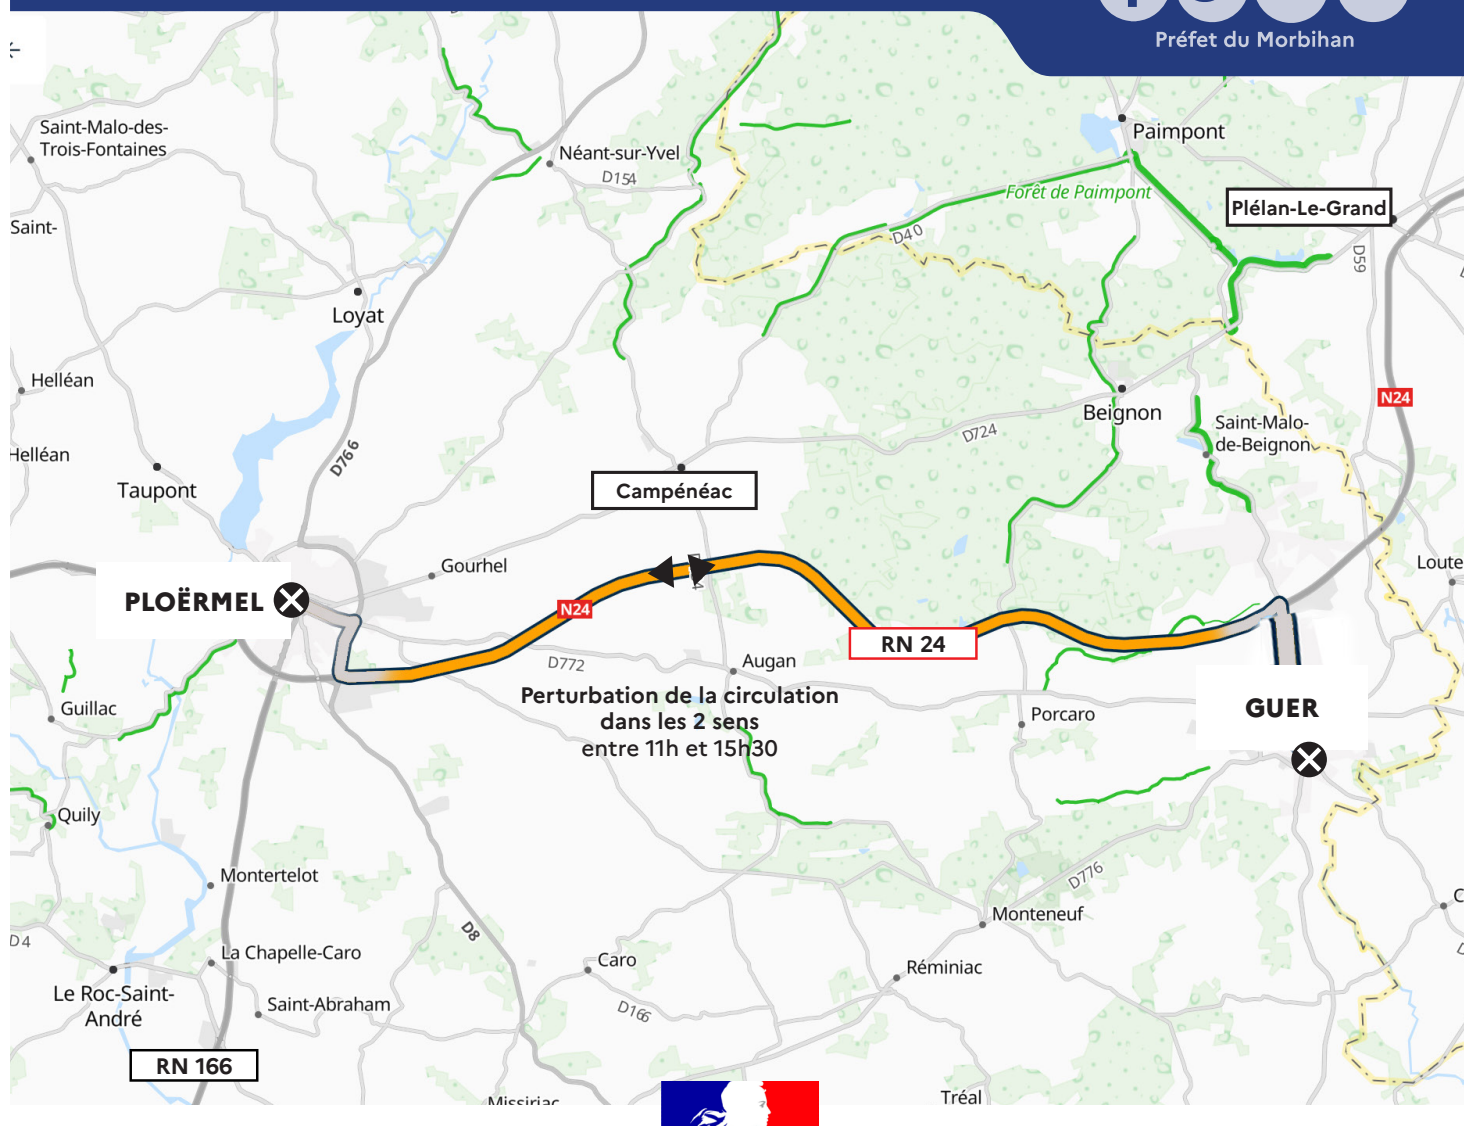 Préfet du Morbihan
Saint-Malo-des-
Trois-Fontaines
Néant-sur-Yvel
D154
Paimpont
Forêt de Paimpont
Plélan-Le-Grand
Saint-
D40
D59
Loyat
Helléan
N24
Beignon
Saint-Malo-
de-Beignon
D724
Helléan
D766
Taupont
Campénéac
Gourhel
Loute
PLOËRMEL
N24
RN 24
D772
Augan
Perturbation de la circulation
dans les 2 sens
entre 11h et 15h30
Guillac
Porcaro
GUER
Quily
Montertelot
D776
Monteneuf
D4
D8
La Chapelle-Caro
Caro
Réminiac
Le Roc-Saint-
André
Saint-Abraham
D166
RN 166
Missiriac
Tréal